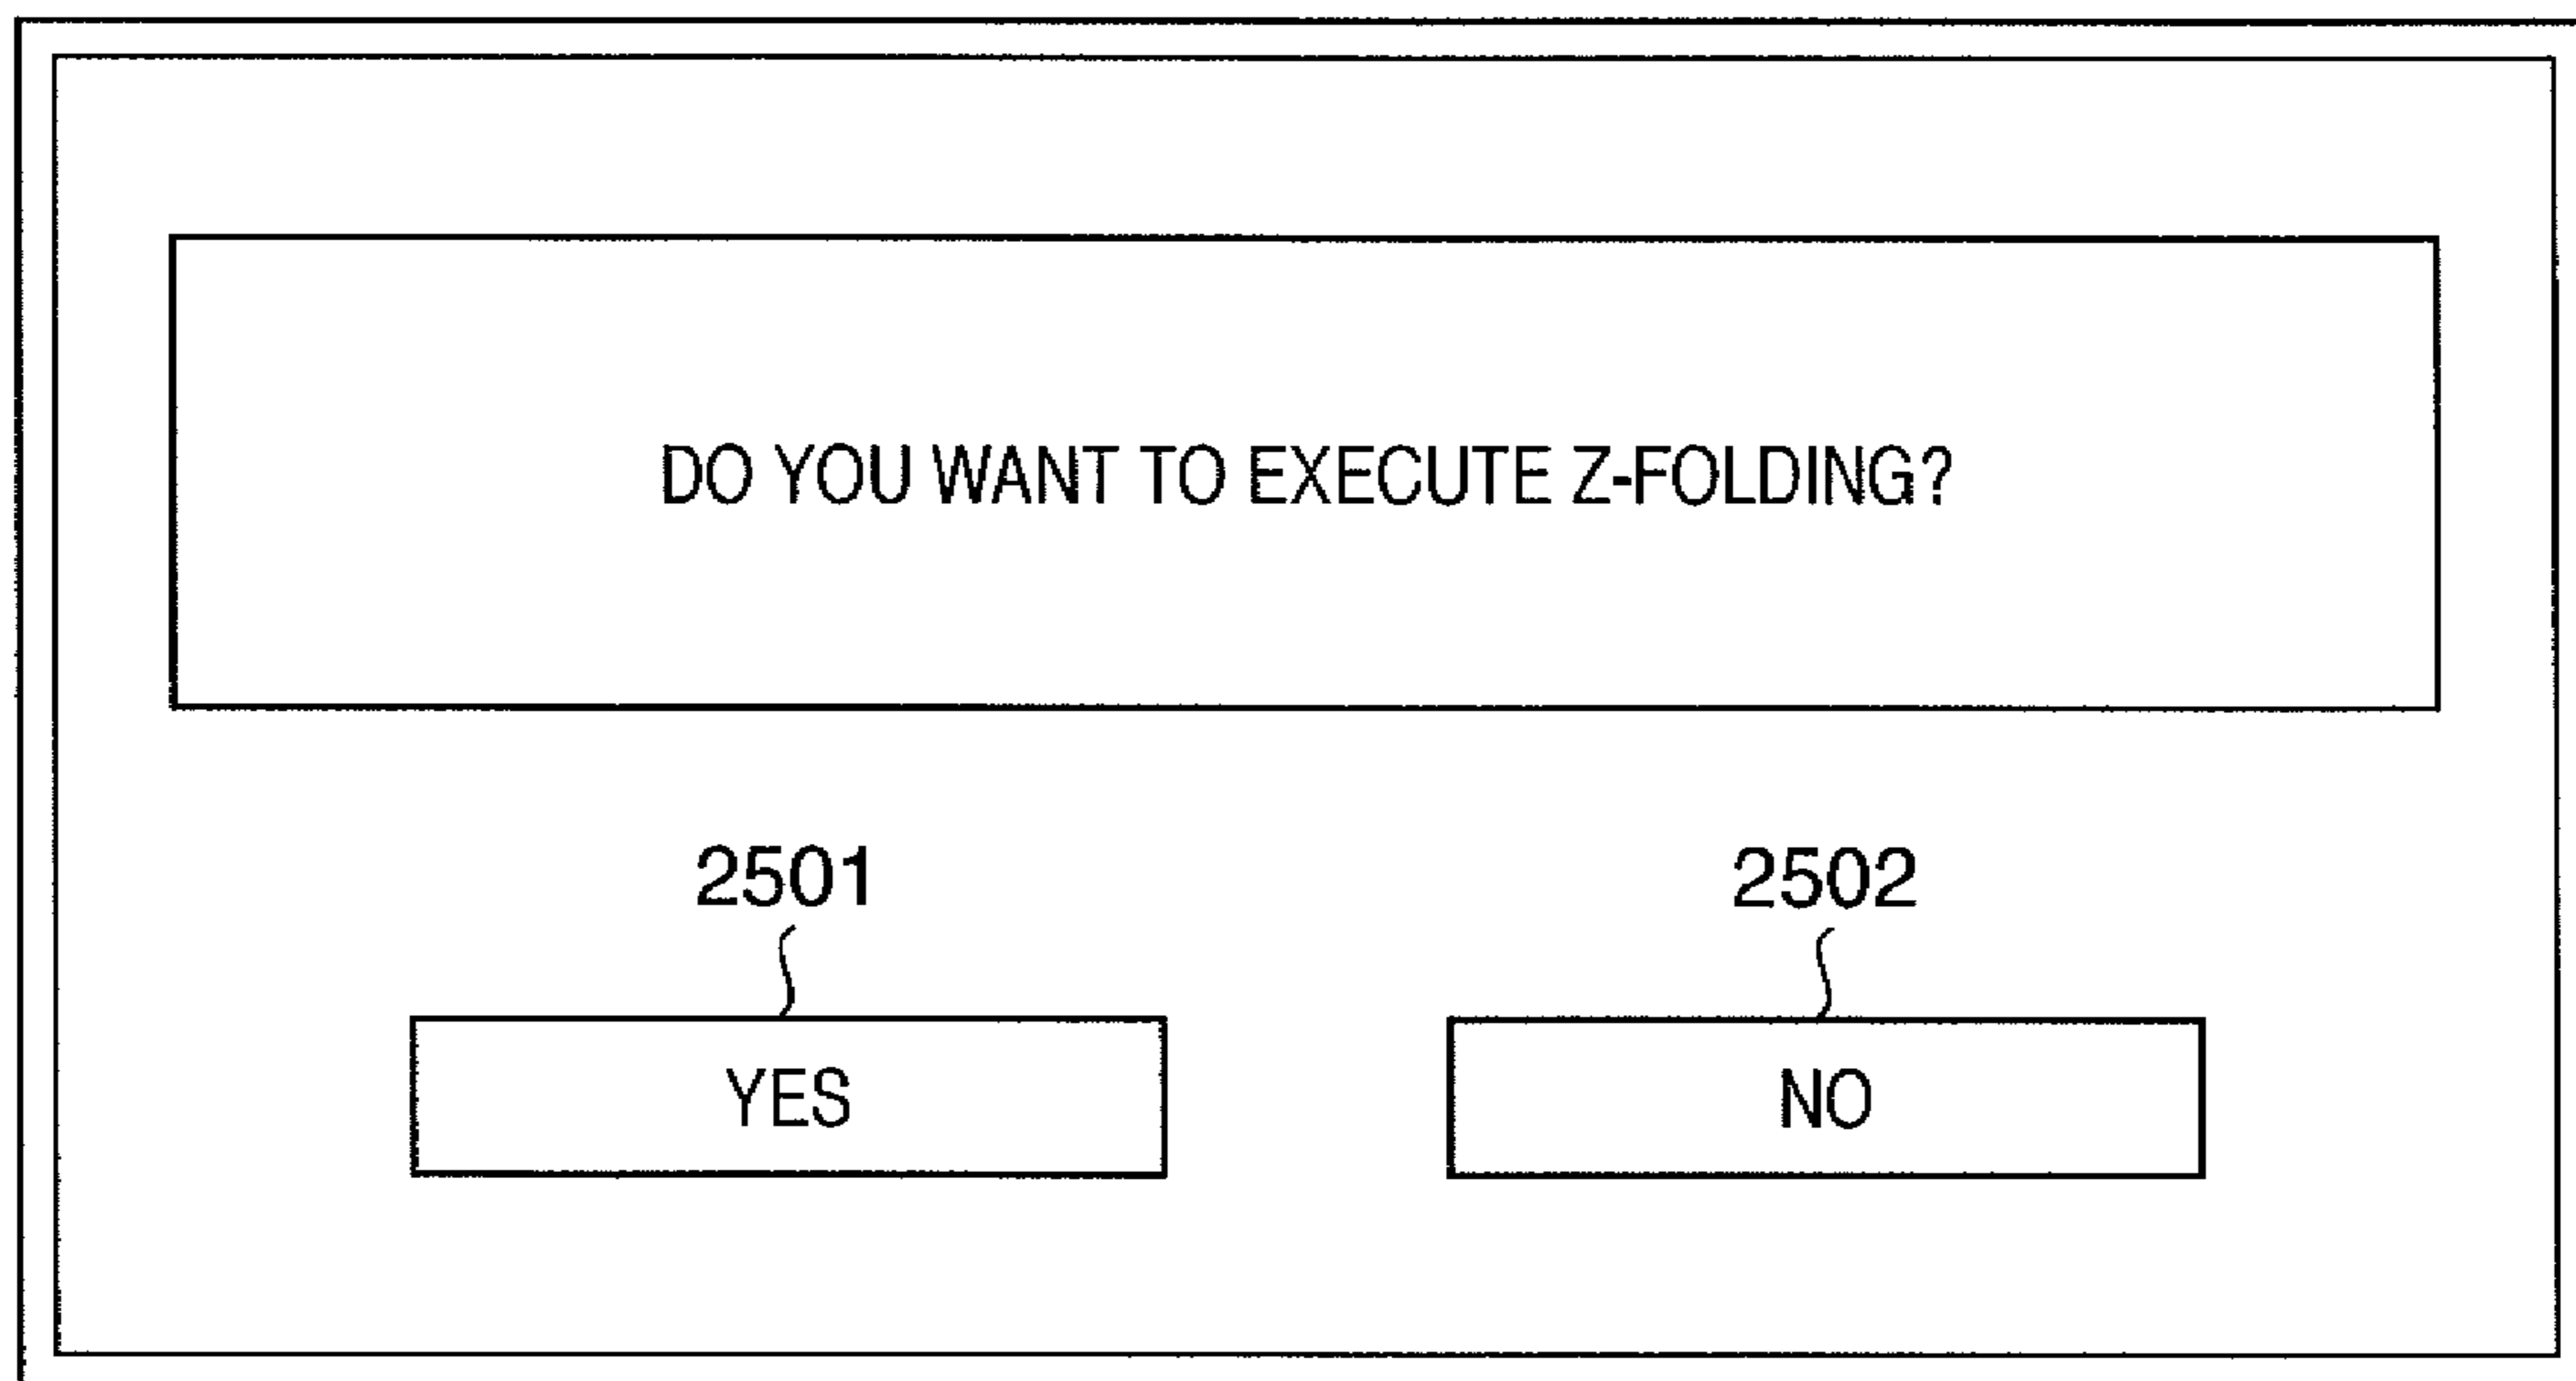 DO YOU WANT TO EXECUTE Z-FOLDING?
2501
2502
YES
NO